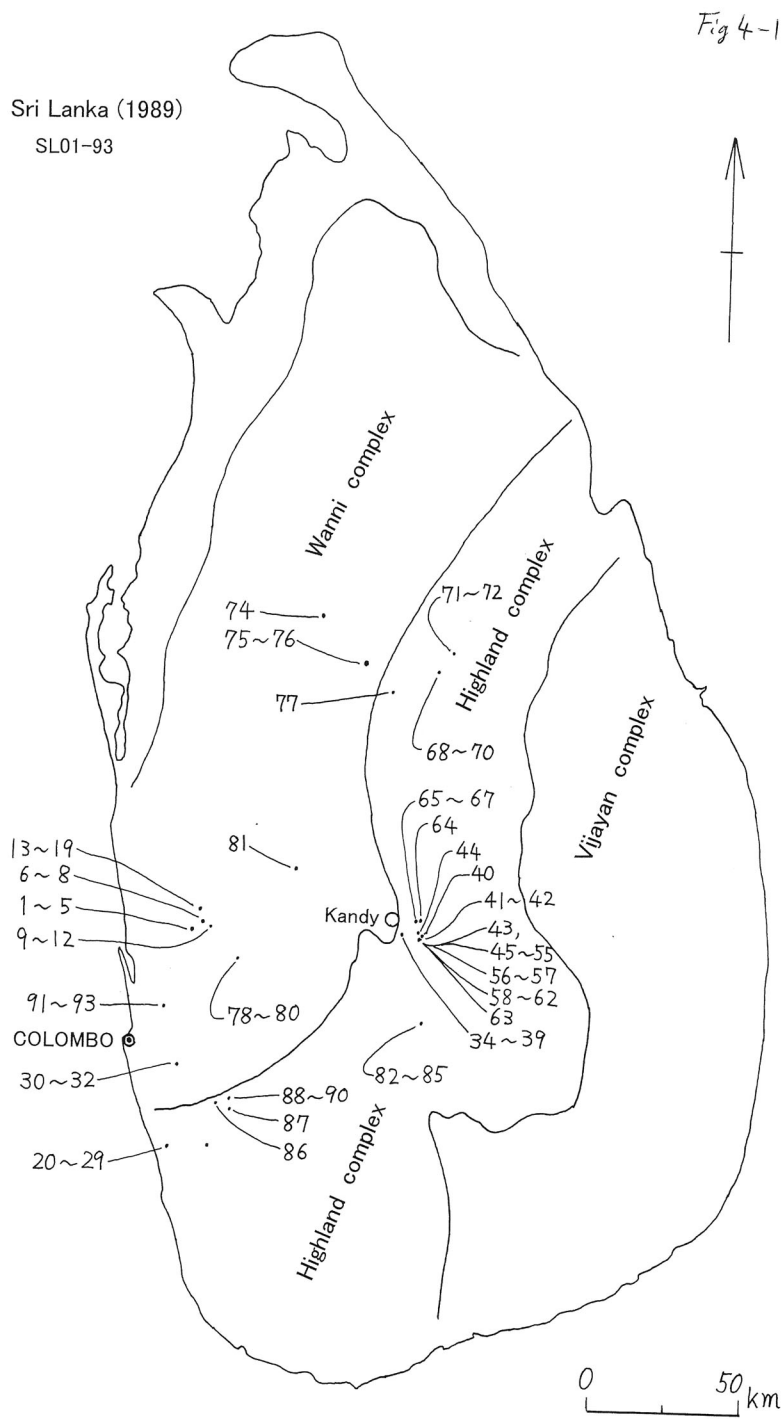 Fig 4-1
Sri Lanka (1989)
SL01-93
Wanni complex
Highland complex
Vijayan complex
74
75~76
77
71~72
68~70
65~67
64
44
40
41~42
43,
45~55
56~57
58~62
63
34~39
81
Kandy
13~19
6~8
1~5
9~12
78~80
91~93
COLOMBO
30~32
82~85
88~90
87
86
20~29
Highland complex
0 50 km